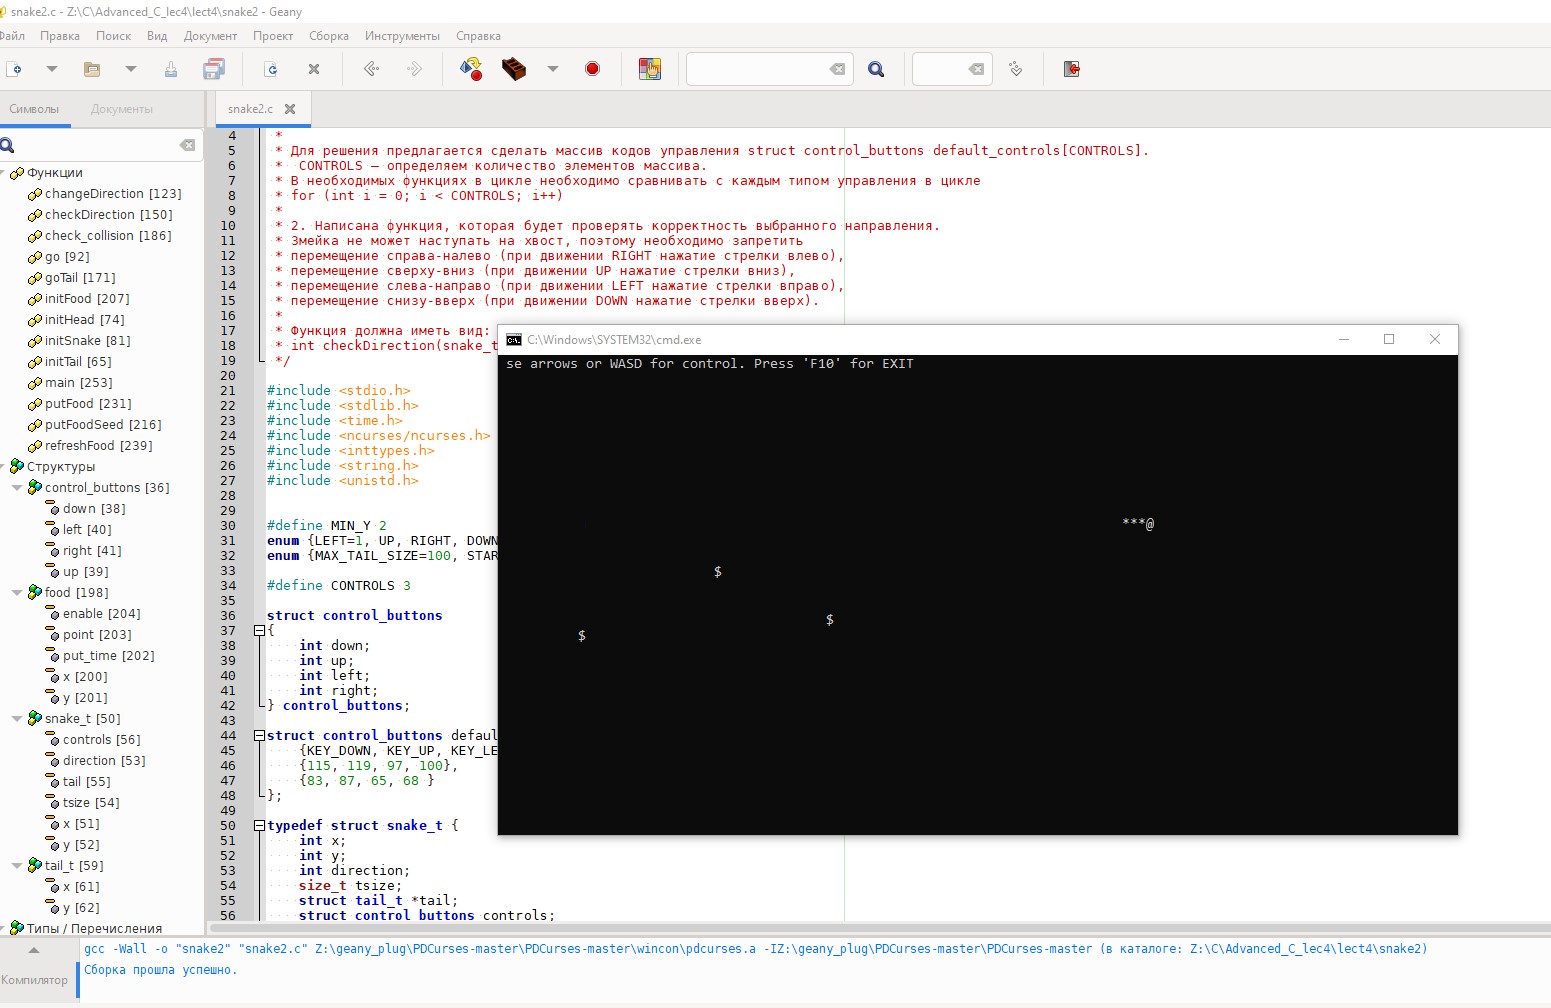 snake2.c - Z:\C\Advanced_C_lec4\lect4\snake2 - Geany
Файл Правка Поиск Вид Документ Проект Сборка Инструменты Справка
Символы Документы
snake2.c
Функции
changeDirection [123]
checkDirection [150]
check_collision [186]
go [92]
goTail [171]
initFood [207]
initHead [74]
initSnake [81]
initTail [65]
main [253]
putFood [231]
putFoodSeed [216]
refreshFood [239]
Структуры
control_buttons [36]
down [38]
left [40]
right [41]
up [39]
food [198]
enable [204]
point [203]
put_time [202]
x [200]
y [201]
snake_t [50]
controls [56]
direction [53]
tail [55]
tsize [54]
x [51]
y [52]
tail_t [59]
x [61]
y [62]
Типы / Перечисления
4 *
5 * Для решения предлагается сделать массив кодов управления struct control_buttons default_controls[CONTROLS].
6 *  CONTROLS — определяем количество элементов массива.
7 * В необходимых функциях в цикле необходимо сравнивать с каждым типом управления в цикле
8 * for (int i = 0; i < CONTROLS; i++)
9 *
10 * 2. Написана функция, которая будет проверять корректность выбранного направления.
11 * Змейка не может наступать на хвост, поэтому необходимо запретить
12 * перемещение справа-налево (при движении RIGHT нажатие стрелки влево),
13 * перемещение сверху-вниз (при движении UP нажатие стрелки вниз),
14 * перемещение слева-направо (при движении LEFT нажатие стрелки вправо),
15 * перемещение снизу-вверх (при движении DOWN нажатие стрелки вверх).
16 *
17 * Функция должна иметь вид:
18 * int checkDirection(snake_t
19 */
20
21 #include <stdio.h>
22 #include <stdlib.h>
23 #include <time.h>
24 #include <ncurses/ncurses.h>
25 #include <inttypes.h>
26 #include <string.h>
27 #include <unistd.h>
28
29
30 #define MIN_Y 2
31 enum {LEFT=1, UP, RIGHT, DOWN
32 enum {MAX_TAIL_SIZE=100, STAR
33
34 #define CONTROLS 3
35
36 struct control_buttons
37 {
38     int down;
39     int up;
40     int left;
41     int right;
42 } control_buttons;
43
44 struct control_buttons defaul
45     {KEY_DOWN, KEY_UP, KEY_LE
46     {115, 119, 97, 100},
47     {83, 87, 65, 68 }
48 };
49
50 typedef struct snake_t {
51     int x;
52     int y;
53     int direction;
54     size_t tsize;
55     struct tail_t *tail;
56     struct control_buttons controls;
C:\Windows\SYSTEM32\cmd.exe
se arrows or WASD for control. Press 'F10' for EXIT
***@
$
$
$
Компилятор
gcc -Wall -o "snake2" "snake2.c" Z:\geany_plug\PDCurses-master\PDCurses-master\wincon\pdcurses.a -IZ:\geany_plug\PDCurses-master\PDCurses-master (в каталоге: Z:\C\Advanced_C_lec4\lect4\snake2)
Сборка прошла успешно.